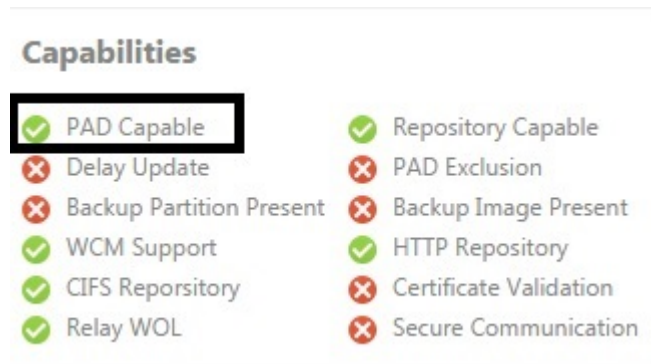 Capabilities
PAD Capable
Repository Capable
Delay Update
PAD Exclusion
Backup Partition Present
Backup Image Present
WCM Support
HTTP Repository
CIFS Reporsitory
Certificate Validation
Relay WOL
Secure Communication